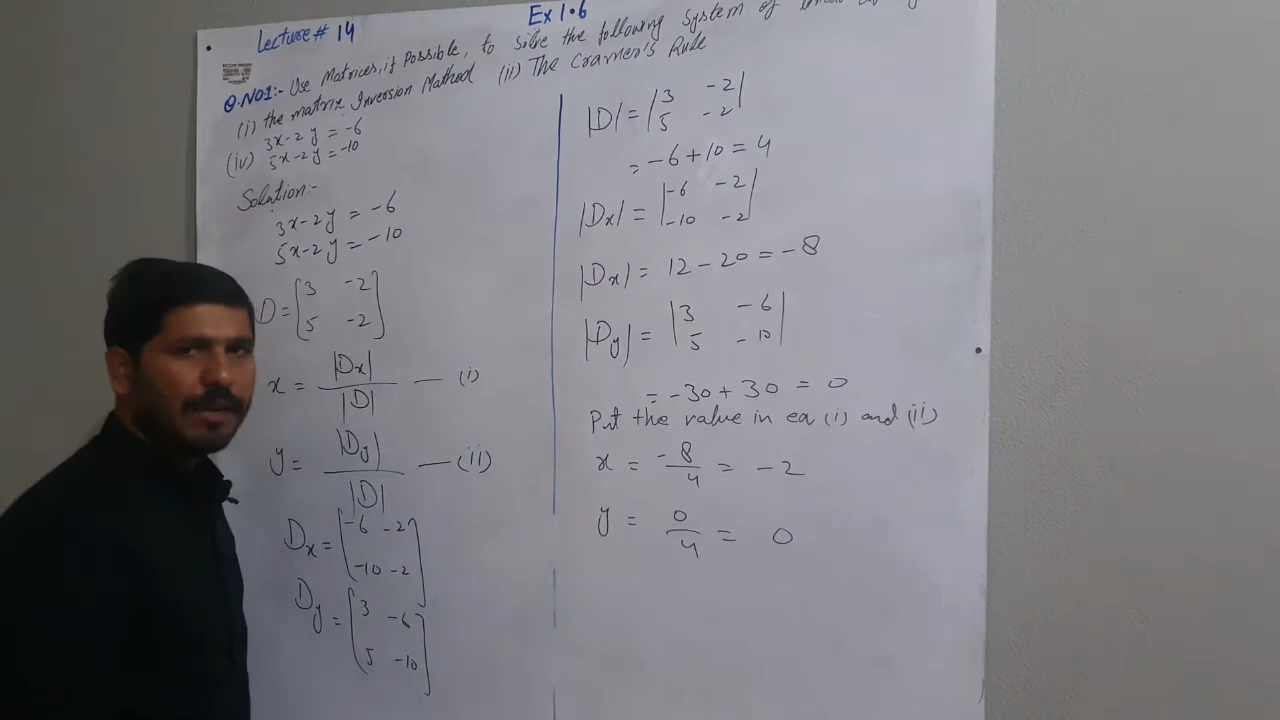 Lecture# 14
Ex 1.6
Q.NO1:- Use Matrices, if Possible, to solve the following system of
(i) the matrix Inversion Mathod (ii) The Cramer's Rule
(iv) 3x-2y = -6
5x-2y = -10
Solution:-
3x-2y = -6
5x-2y = -10
D = [3 -2
5 -2]
x = |Dx| / |D| — (i)
y = |Dy| / |D| — (ii)
Dx = [-6 -2
-10 -2]
Dy = [3 -6
5 -10]
|D| = |3 -2
5 -2|
= -6+10 = 4
|Dx| = |-6 -2
-10 -2|
|Dx| = 12-20 = -8
|Dy| = |3 -6
5 -10|
= -30+30 = 0
Put the value in eq (i) and (ii)
x = -8/4 = -2
y = 0/4 = 0